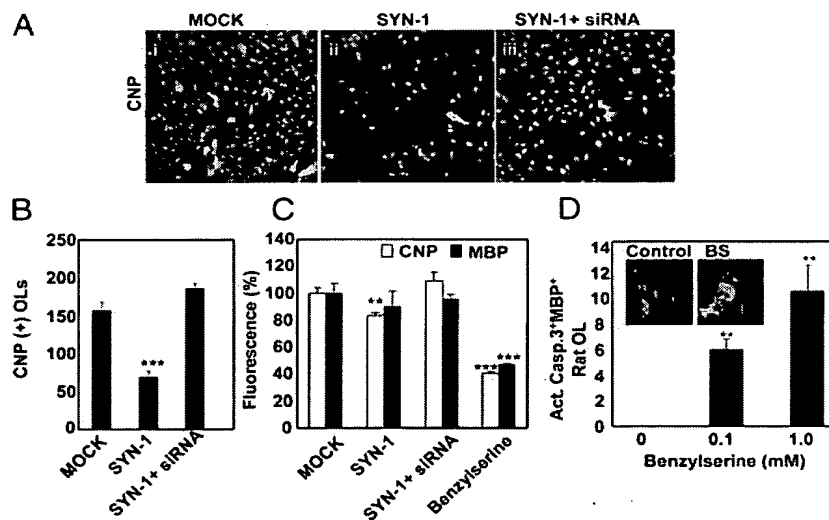 A
MOCK
SYN-1
SYN-1+ siRNA
CNP
i
ii
iii
B
CNP (+) OLs
250
200
150
100
50
0
***
MOCK
SYN-1
SYN-1+ siRNA
C
Fluorescence (%)
140
120
100
80
60
40
20
0
CNP
MBP
**
***
***
MOCK
SYN-1
SYN-1+ siRNA
Benzylserine
D
Act. Casp.3+MBP+
Rat OL
14
12
10
8
6
4
2
0
Control
BS
**
**
0
0.1
1.0
Benzylserine (mM)